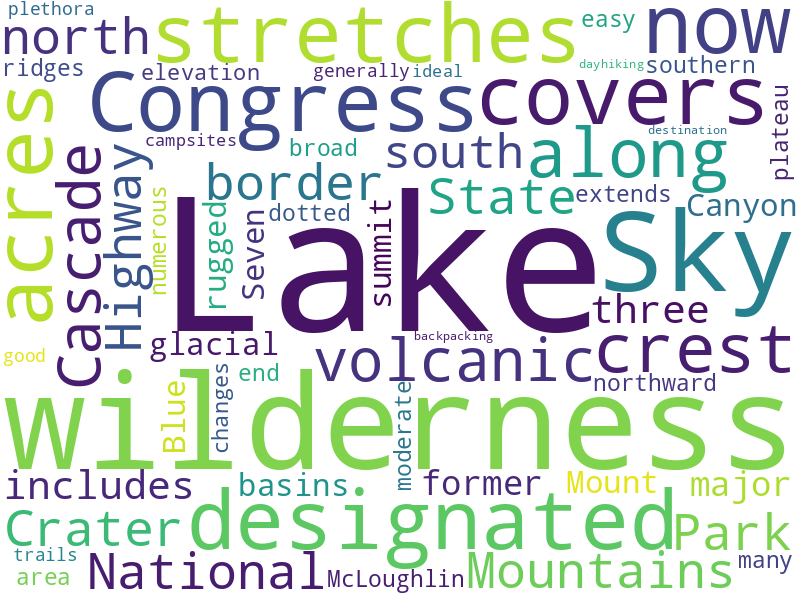 plethora
north
stretches
easy
now
ridges
elevation
generally
ideal
dayhiking
southern
Congress
covers
acres
campsites
broad
destination
plateau
Cascade
Highway
numerous
border
south
along
State
extends
Canyon
rugged
Seven
dotted
summit
Lake
Sky
three
glacial
backpacking
crest
good
volcanic
Blue
changes
end
northward
wilderness
moderate
includes
basins
former
Mount
major
Crater
designated
Park
trails
area
National
McLoughlin
Mountains
many